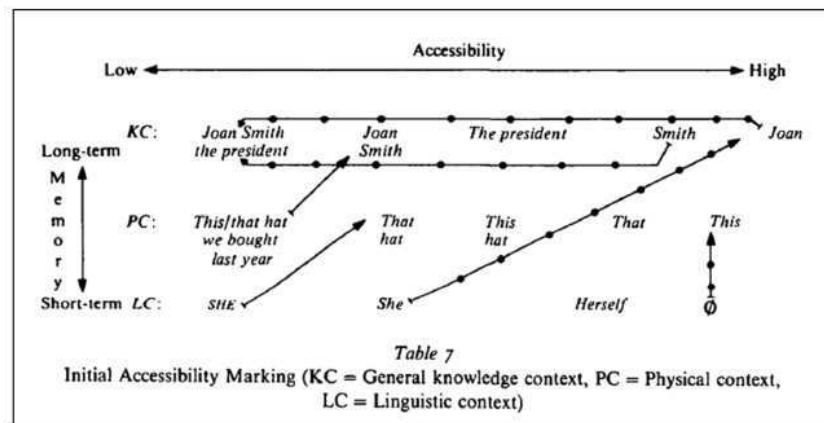 Accessibility
Low High
KC: Joan Smith Joan The president Smith Joan
the president Smith
Long-term
Memory
PC: This/that hat That This That This
we bought hat hat
last year
Short-term LC: SHE She Herself Ø
Table 7
Initial Accessibility Marking (KC = General knowledge context, PC = Physical context,
LC = Linguistic context)